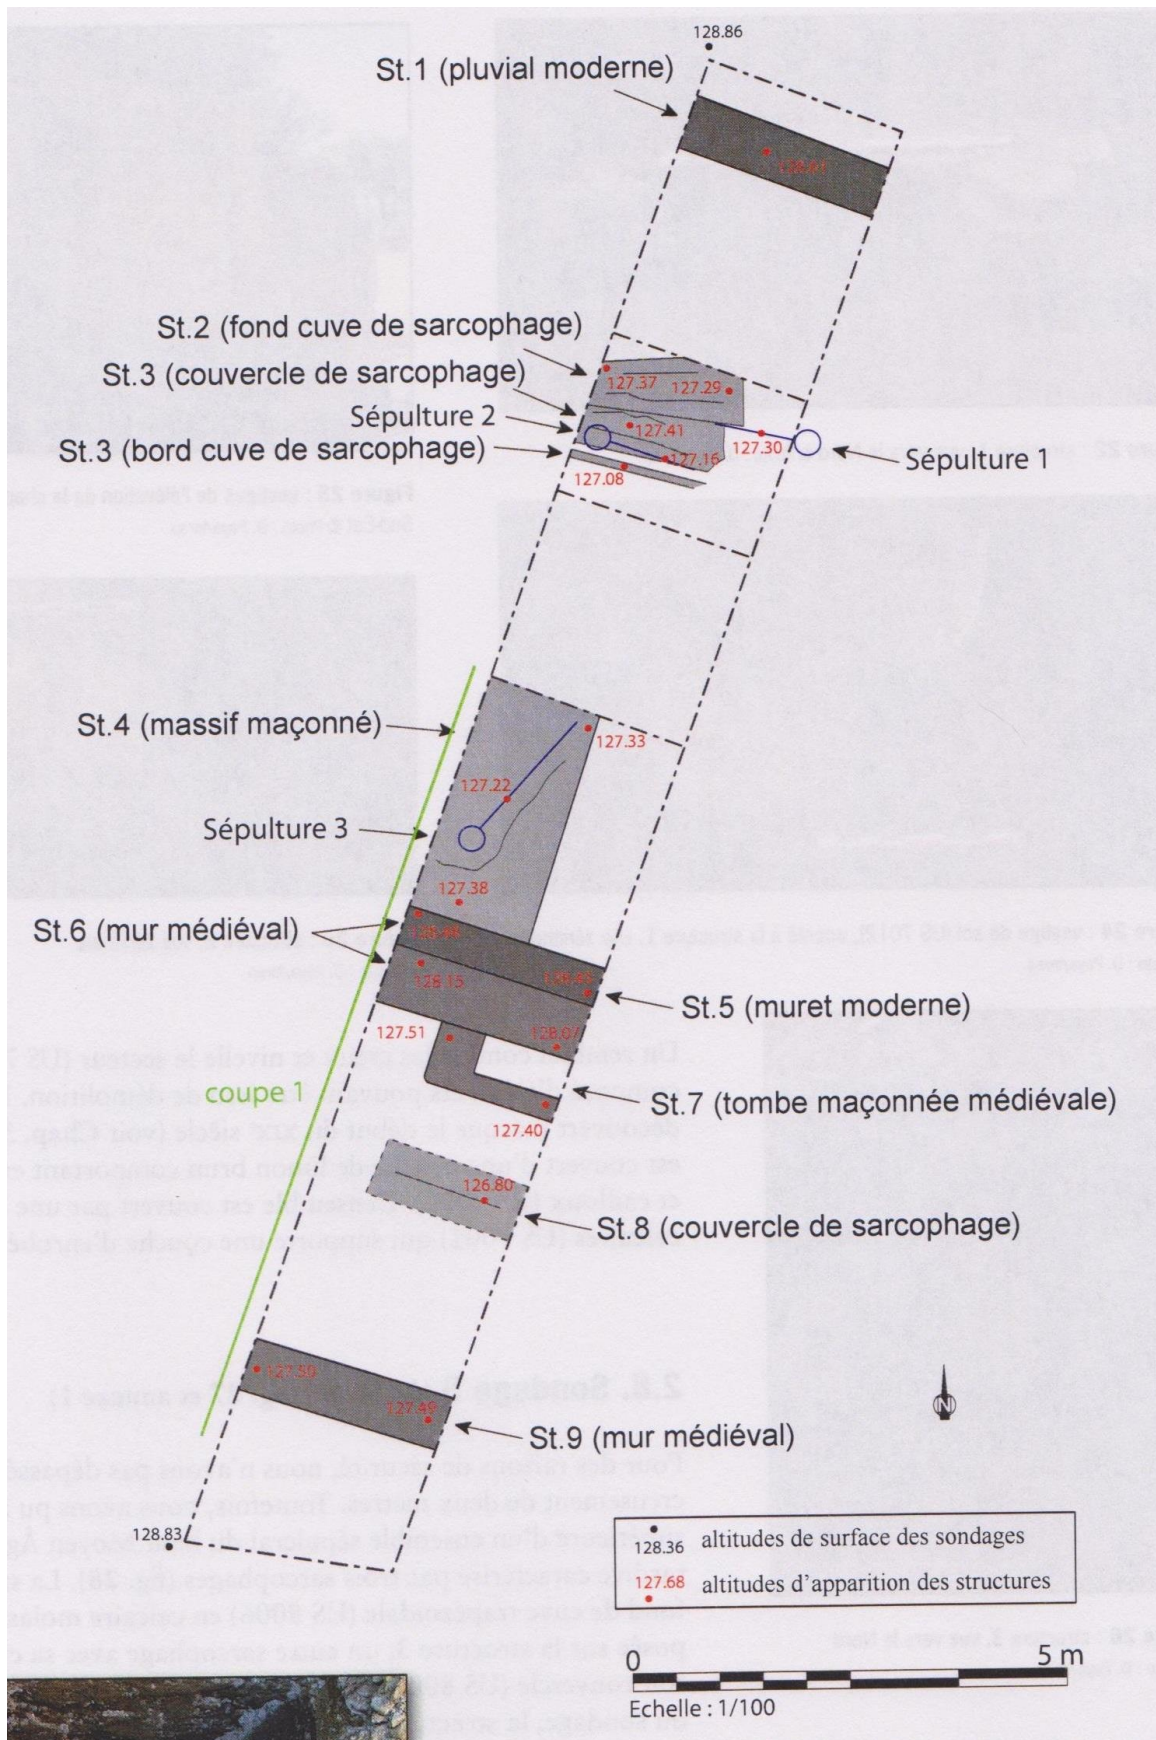 128.86
St.1 (pluvial moderne)
St.2 (fond cuve de sarcophage)
St.3 (couvercle de sarcophage)
127.37
127.29
Sépulture 2
127.41
St.3 (bord cuve de sarcophage)
127.30
127.16
Sépulture 1
127.08
St.4 (massif maçonné)
127.33
127.22
Sépulture 3
127.38
St.6 (mur médiéval)
128.15
St.5 (muret moderne)
127.51
128.07
coupe 1
St.7 (tombe maçonnée médiévale)
127.40
126.80
St.8 (couvercle de sarcophage)
127.50
127.49
St.9 (mur médiéval)
N
128.83
128.36 altitudes de surface des sondages
127.68 altitudes d'apparition des structures
0 5 m
Echelle : 1/100